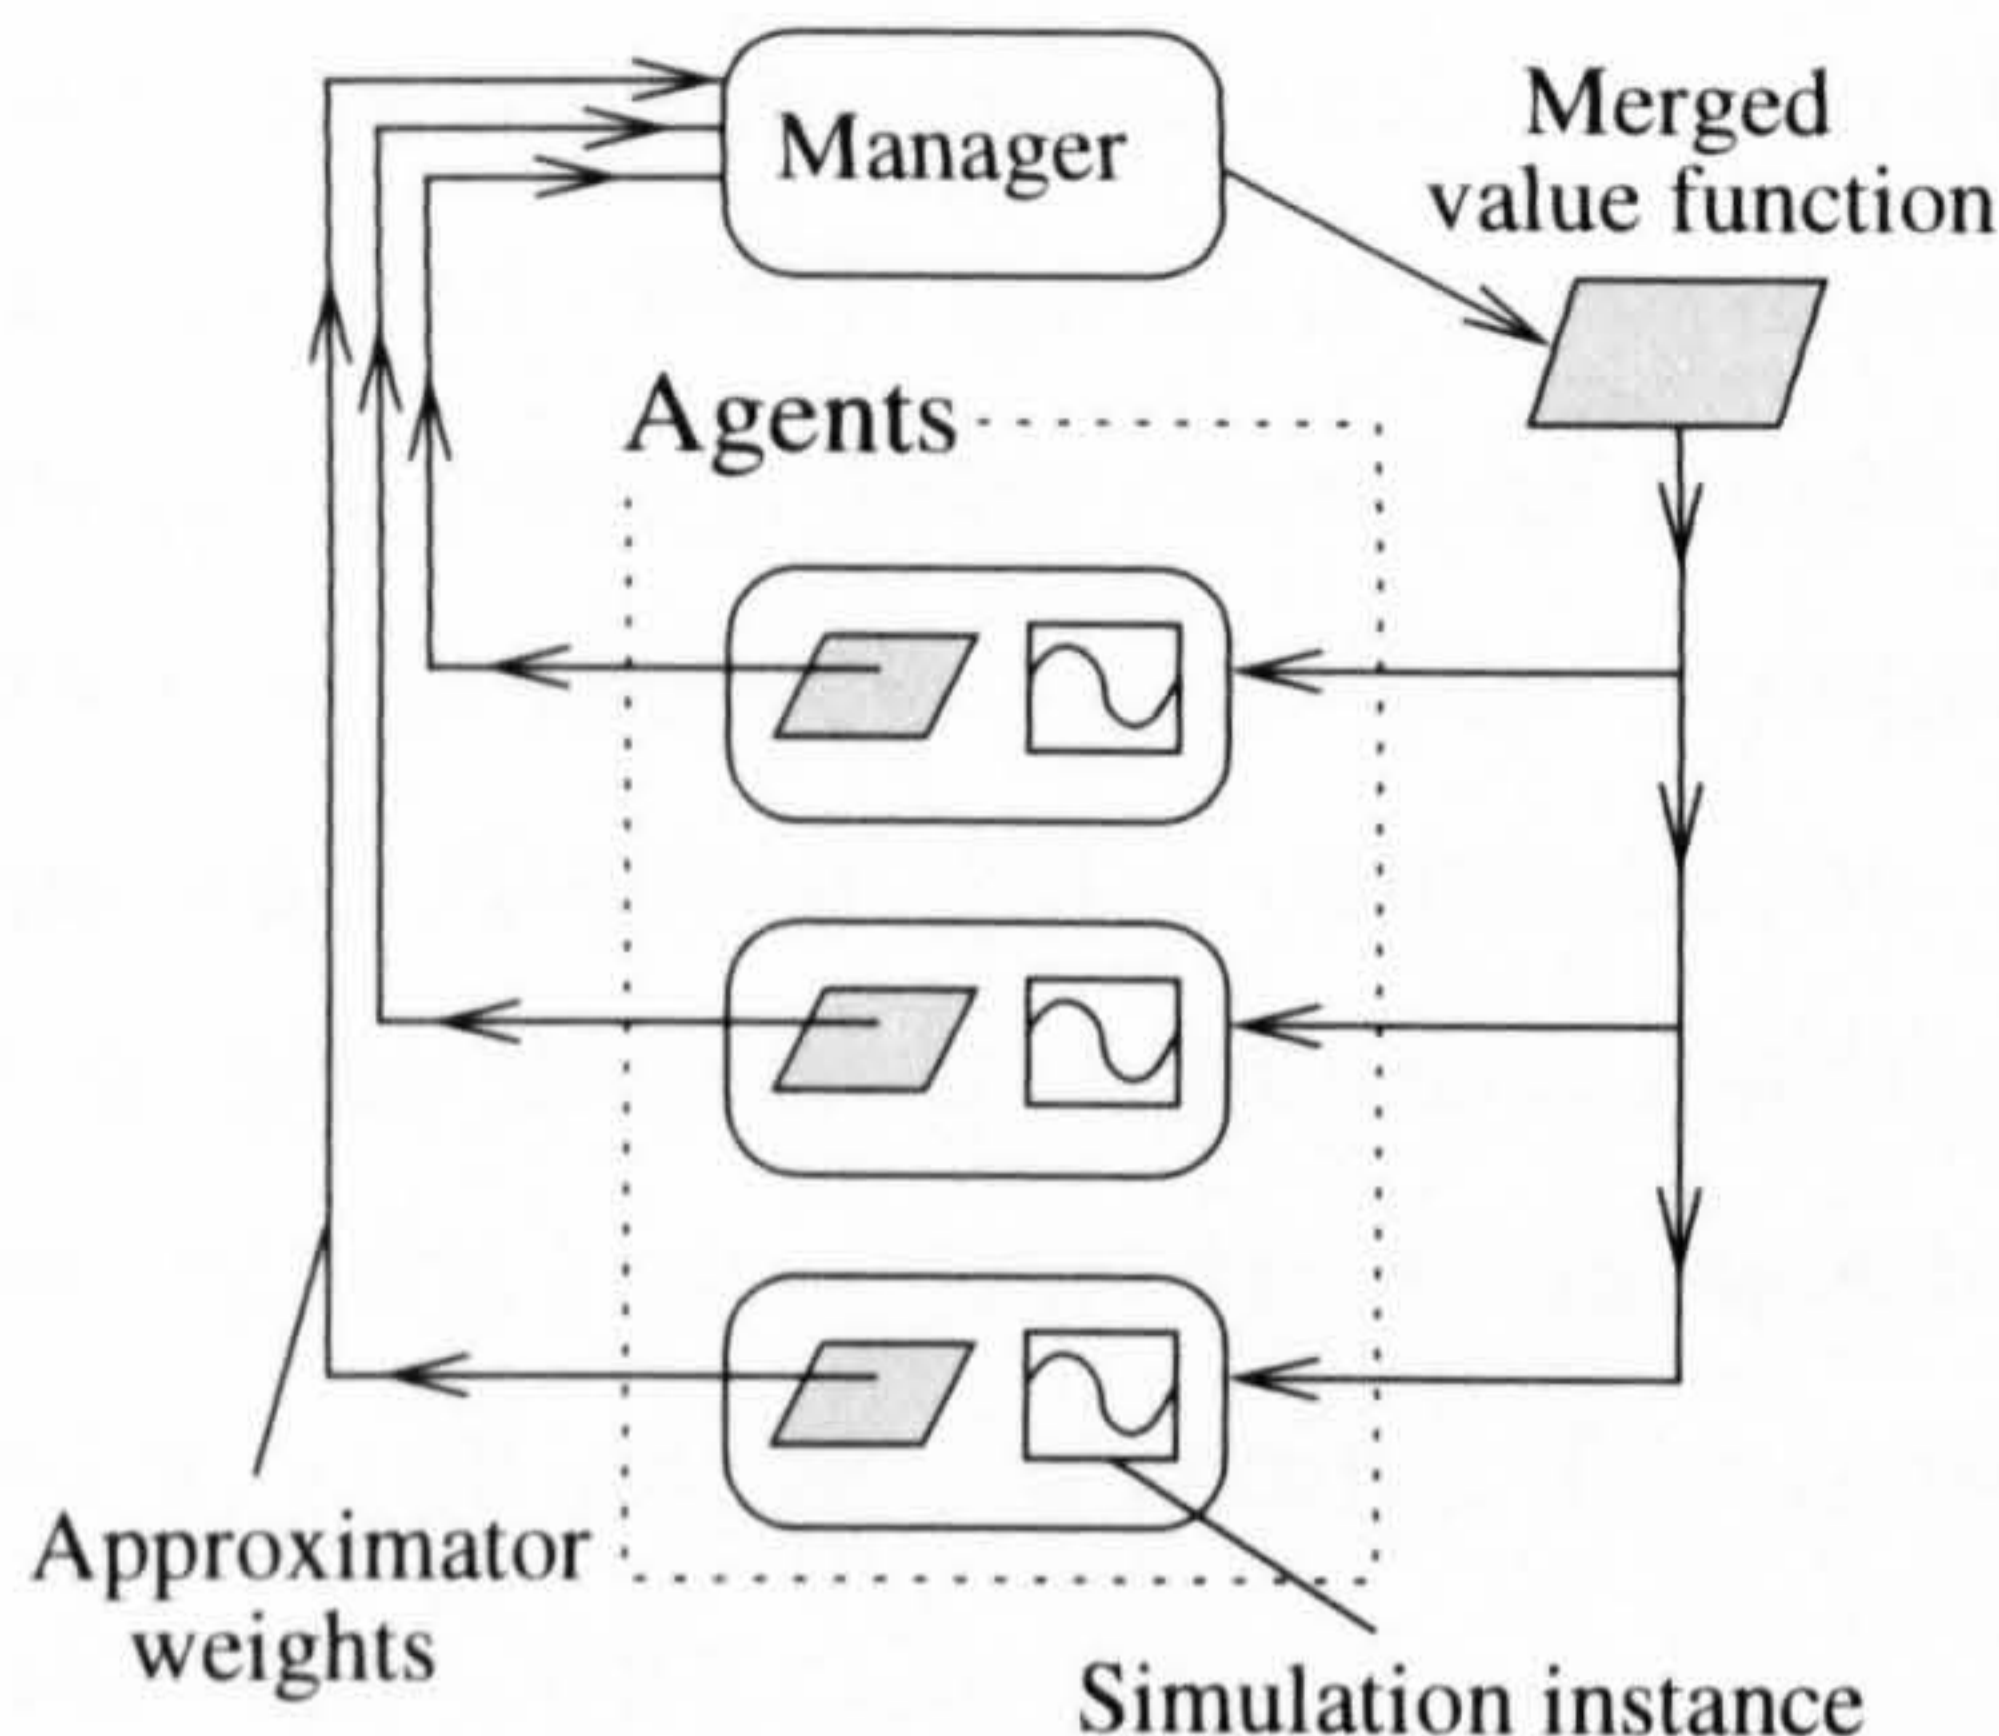 Manager
Merged
value function
Agents
Approximator
weights
Simulation instance